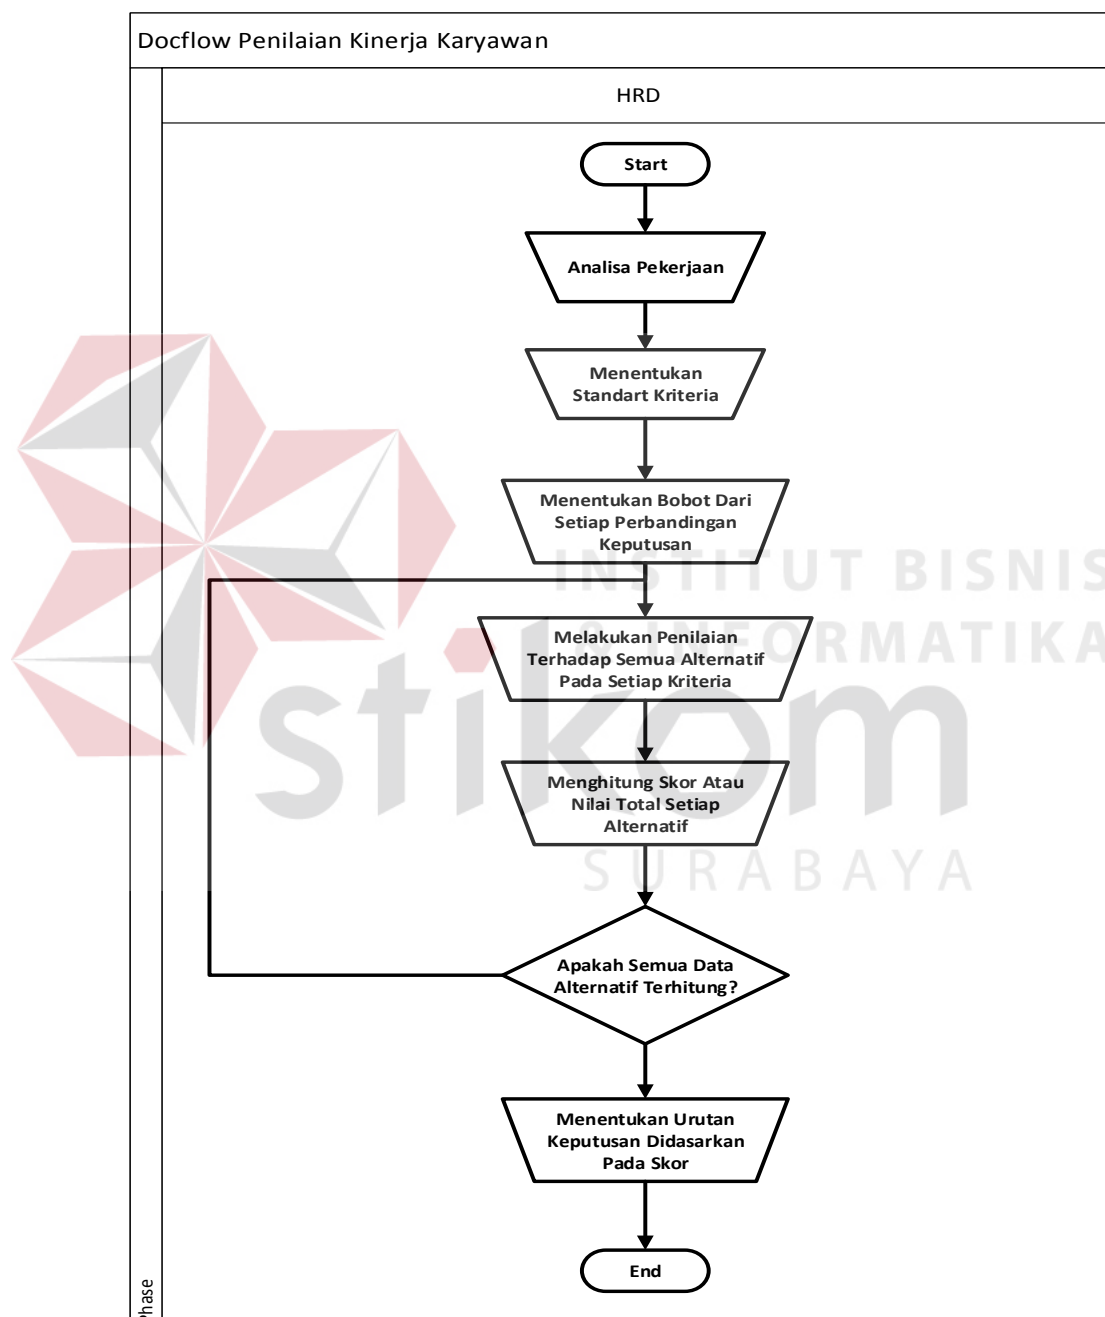 Docflow Penilaian Kinerja Karyawan
HRD
Start
Analisa Pekerjaan
Menentukan
Standart Kriteria
Menentukan Bobot Dari
Setiap Perbandingan
Keputusan
INSTITUT BISNIS
& INFORMATIKA
Melakukan Penilaian
Terhadap Semua Alternatif
Pada Setiap Kriteria
stikom
Menghitung Skor Atau
Nilai Total Setiap
Alternatif
SURABAYA
Apakah Semua Data
Alternatif Terhitung?
Menentukan Urutan
Keputusan Didasarkan
Pada Skor
End
Phase